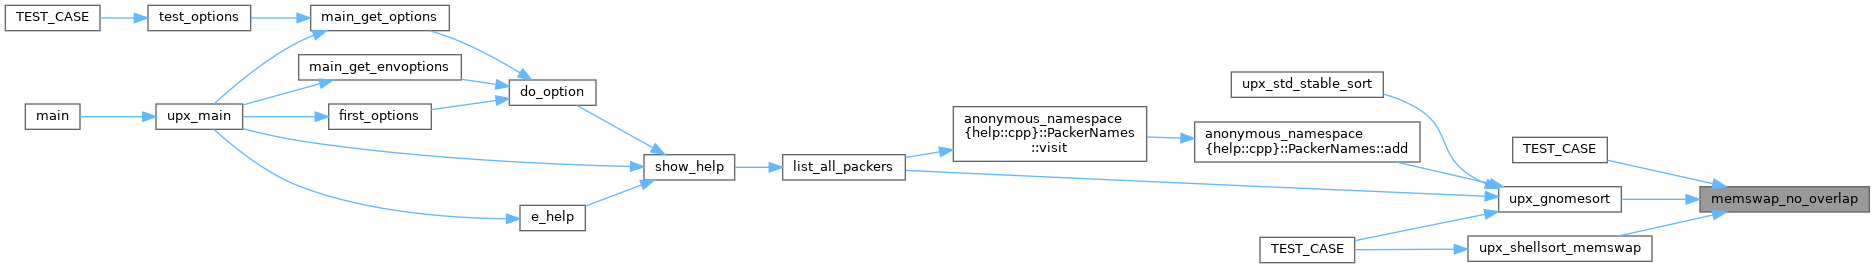 TEST_CASE
test_options
main_get_options
main_get_envoptions
do_option
upx_std_stable_sort
main
upx_main
first_options
anonymous_namespace
{help::cpp}::PackerNames
::visit
anonymous_namespace
{help::cpp}::PackerNames::add
TEST_CASE
show_help
list_all_packers
upx_gnomesort
memswap_no_overlap
e_help
TEST_CASE
upx_shellsort_memswap